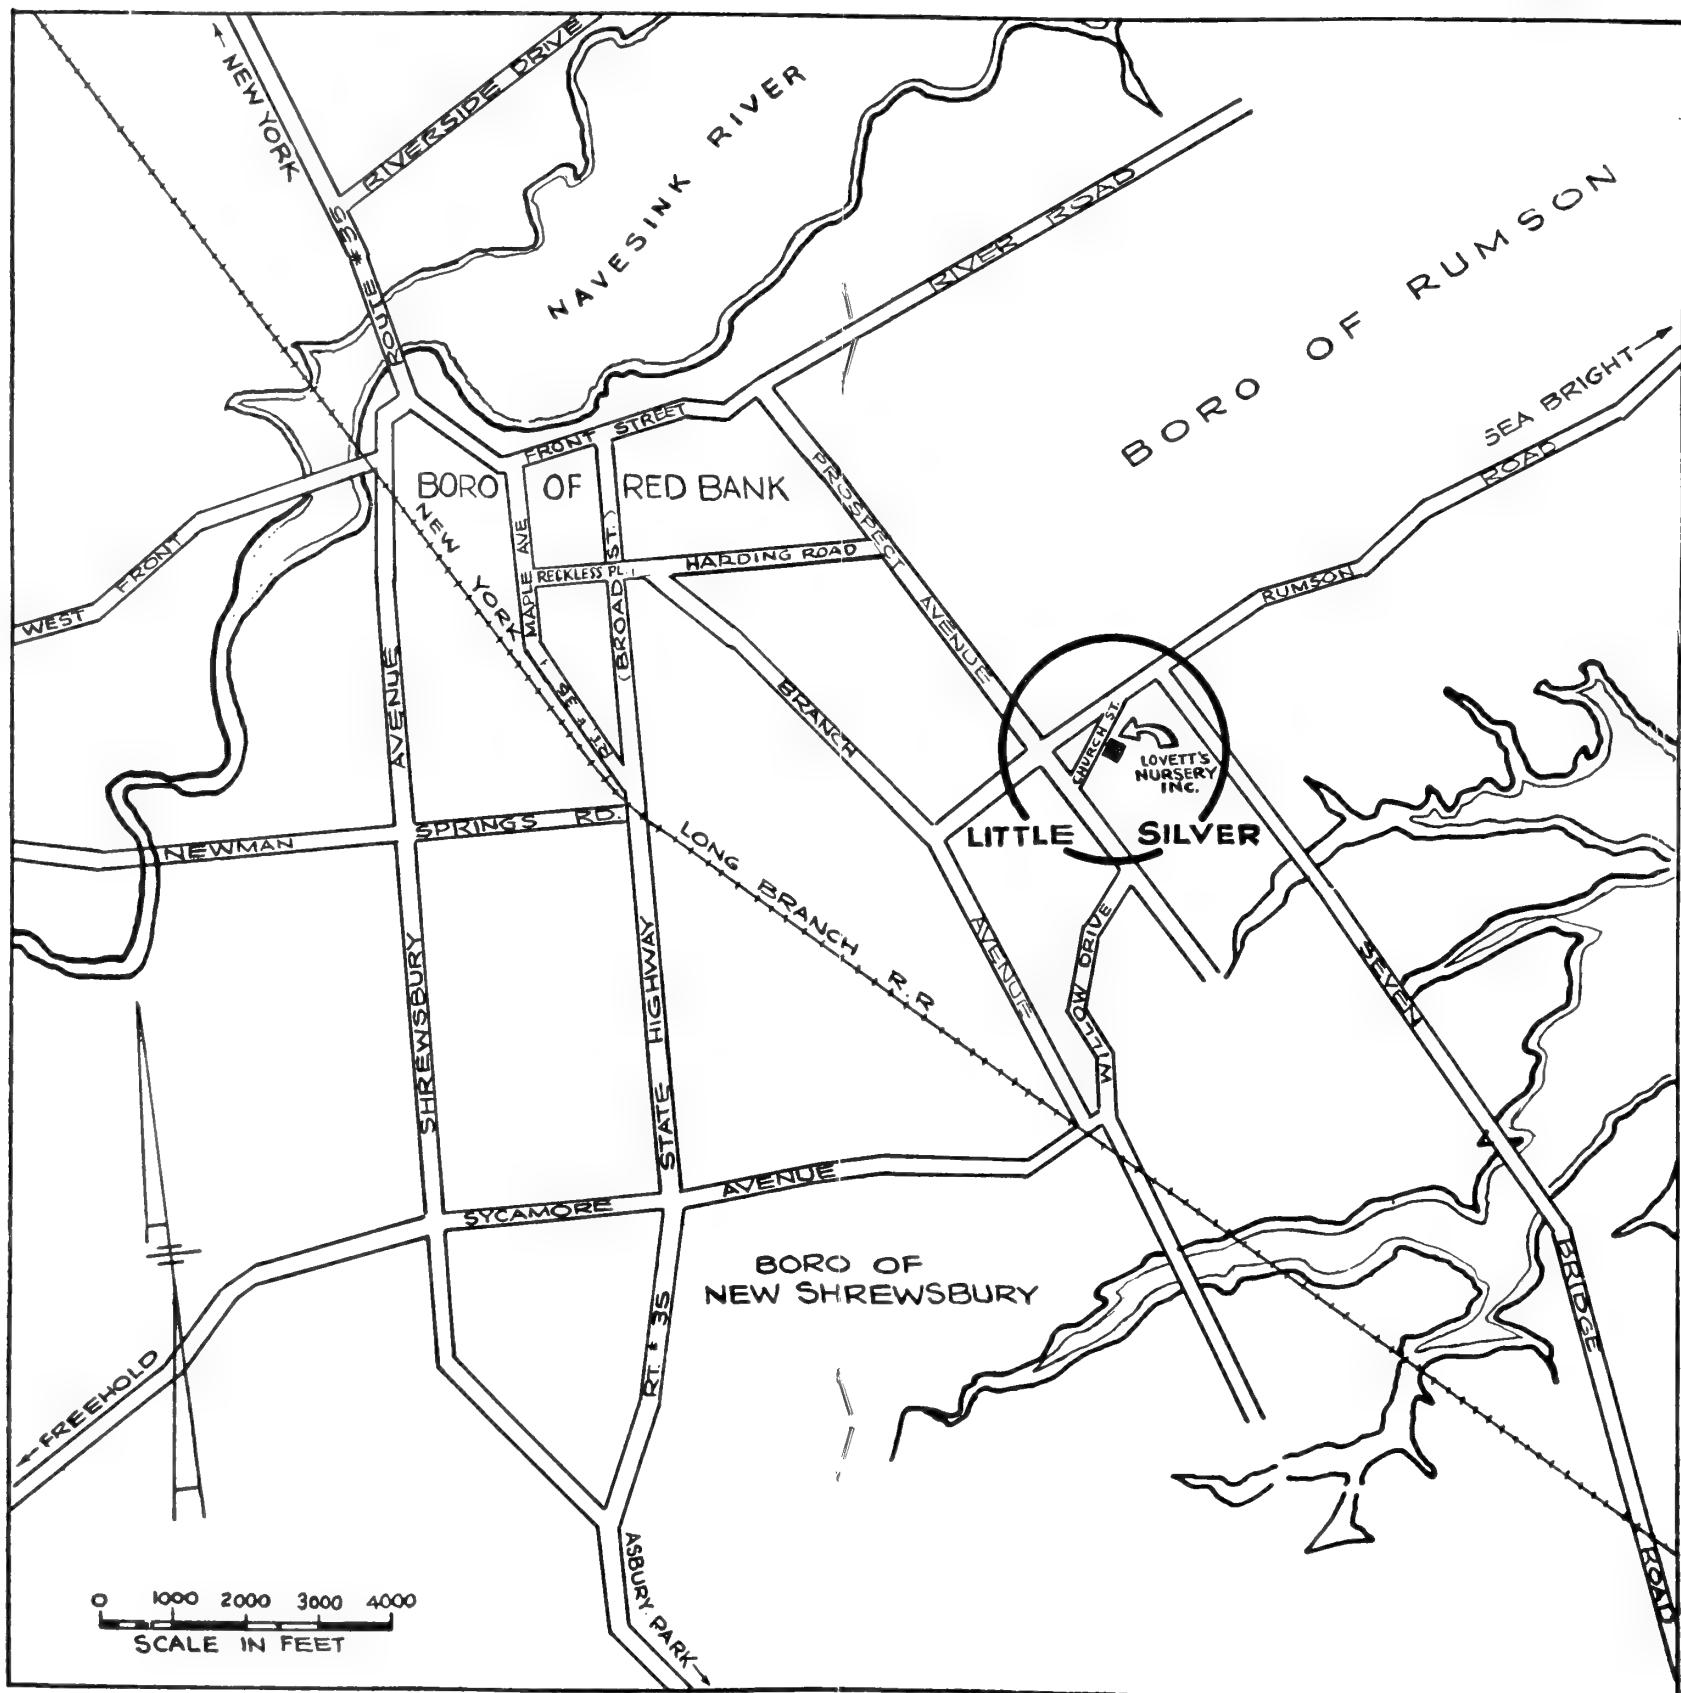 ←NEW YORK
RIVERSIDE DRIVE
NAVESINK RIVER
ROUTE #35
RIVER ROAD
BORO OF RUMSON
SEA BRIGHT→
RUMSON ROAD
FRONT STREET
BORO OF RED BANK
WEST FRONT
PROSPECT AVENUE
MAPLE AVE
RECKLESS PL.
(BROAD ST.)
HARDING ROAD
NEW YORK
LONG BRANCH R.R
RT. #35
BRANCH AVENUE
CHURCH ST.
LOVETT'S
NURSERY
INC.
LITTLE SILVER
NEWMAN SPRINGS RD.
SHREWSBURY AVENUE
STATE HIGHWAY
WILLOW DRIVE
SEVEN BRIDGE ROAD
SYCAMORE AVENUE
BORO OF
NEW SHREWSBURY
RT. # 35
←FREEHOLD
ASBURY PARK→
0 1000 2000 3000 4000
SCALE IN FEET